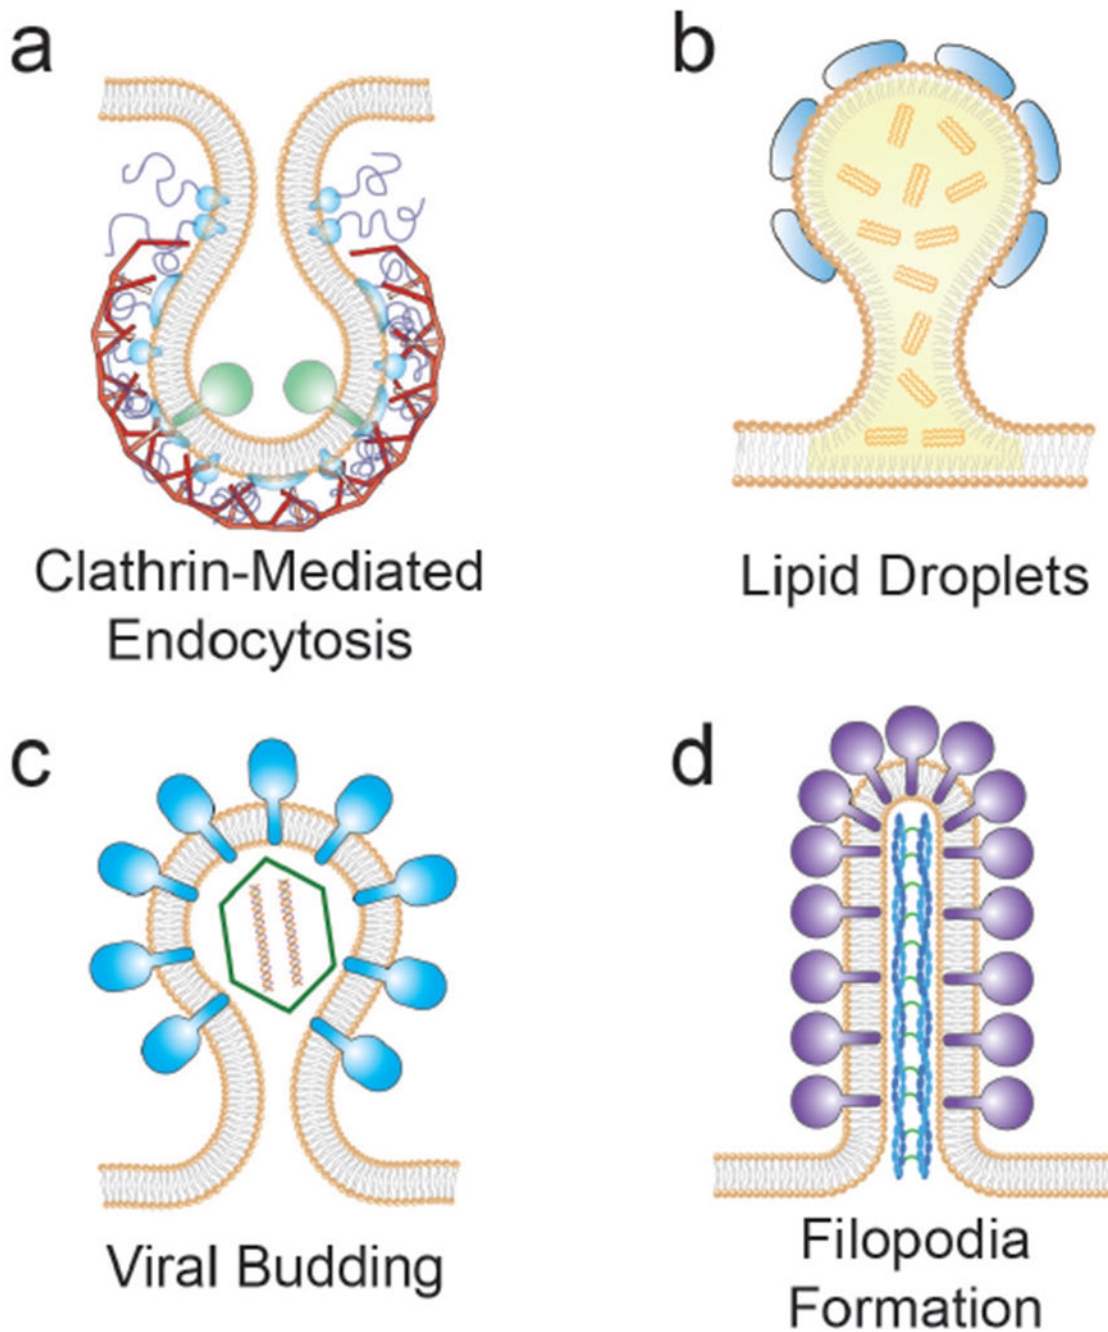 a
b
Clathrin-Mediated
Endocytosis
Lipid Droplets
c
d
Viral Budding
Filopodia
Formation